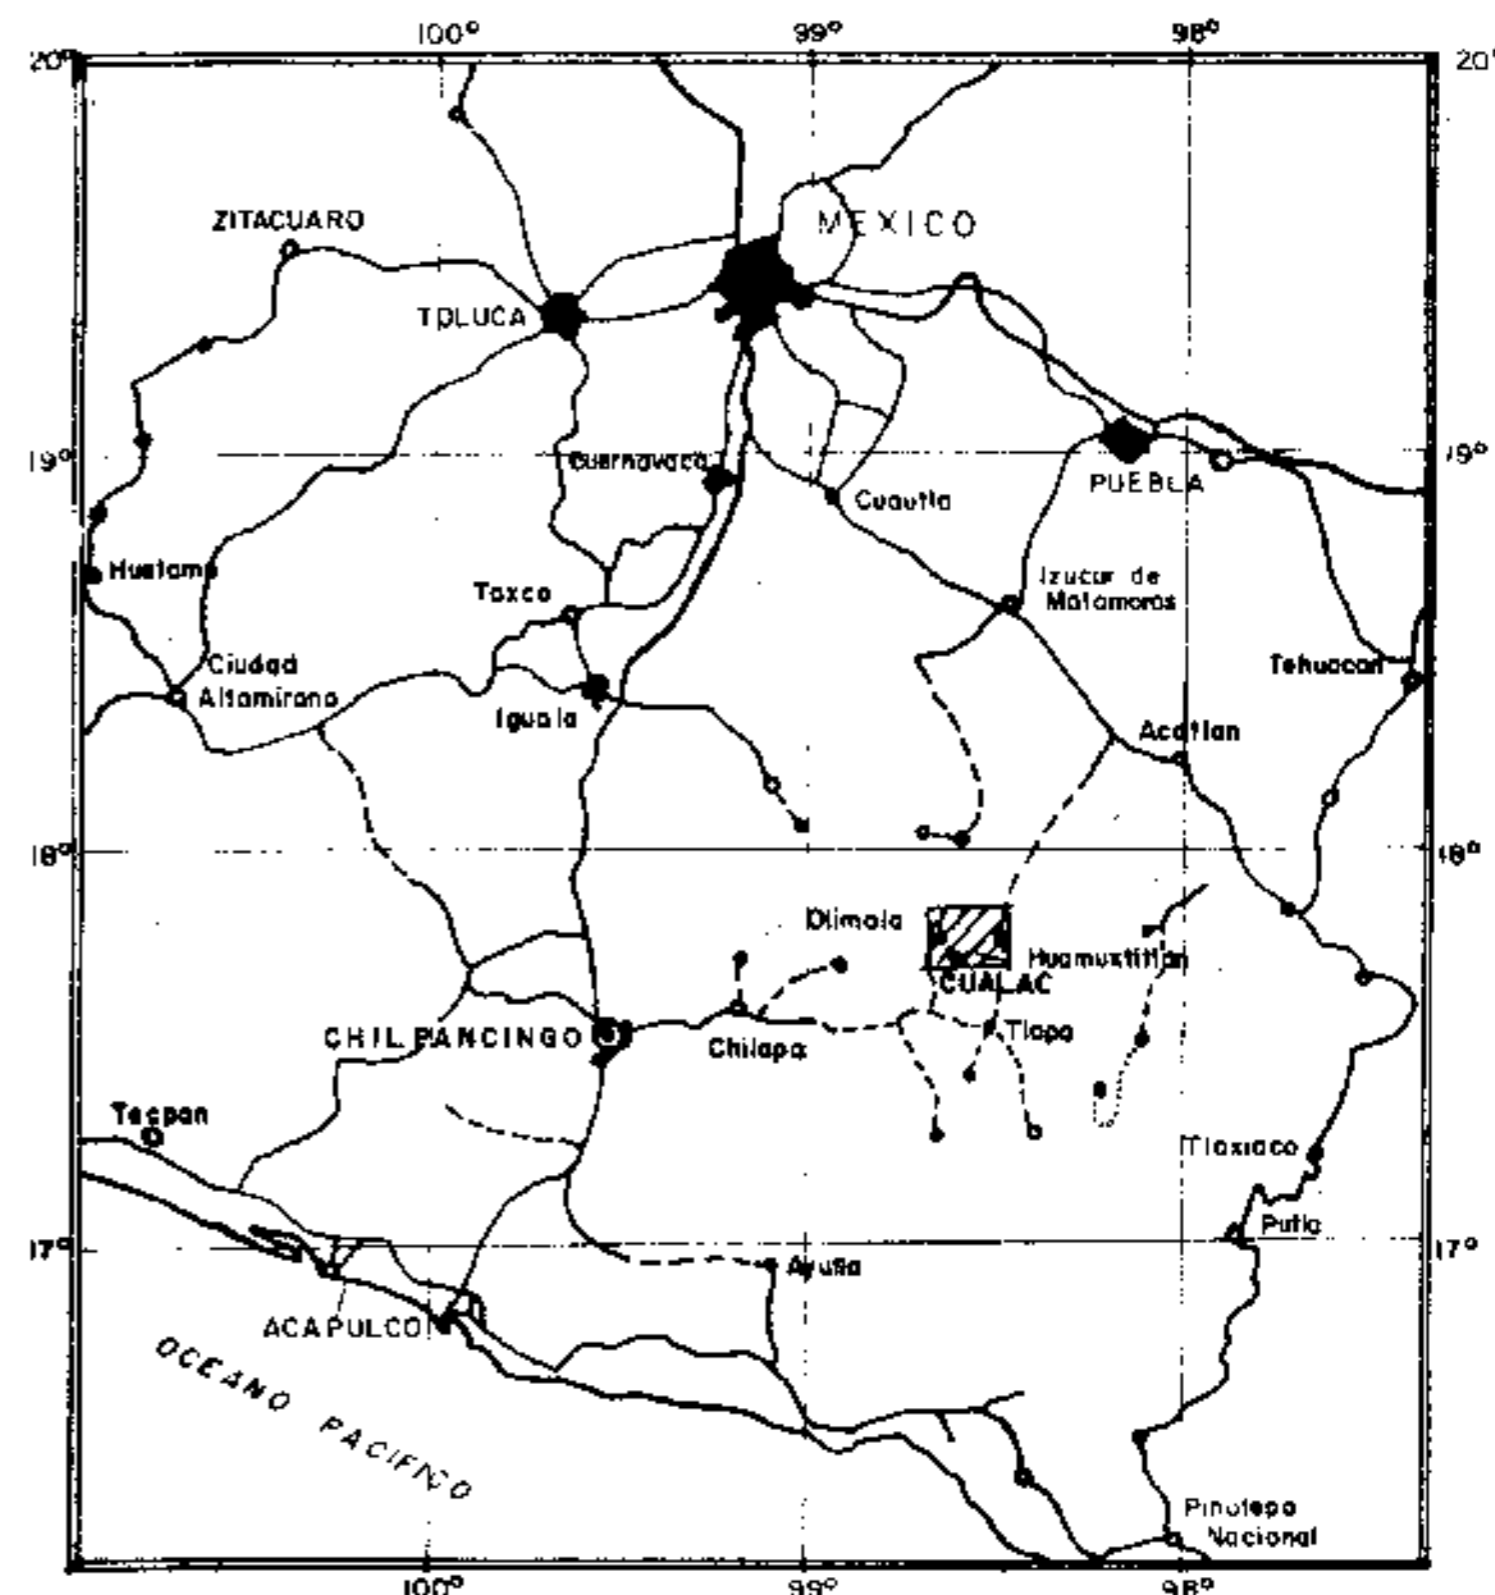 100° 99° 98°
20° 20°
ZITACUARO
MEXICO
TOLUCA
19° Cuernavaca 19°
PUEBLA
Cuautla
Huetamo
Izucar de
Matamoros
Taxco
Ciudad
Altamirano
Tehuacan
Iguala
Acatlan
18° 18°
Olimala
Huamuxtitlan
CUALAC
CHILPANCINGO
Tlapa
Chilapa
Tecpan
Tlaxiaco
Putla
17° 17°
Ayutla
ACAPULCO
OCEANO PACIFICO
Pinotepa
Nacional
100° 99° 98°